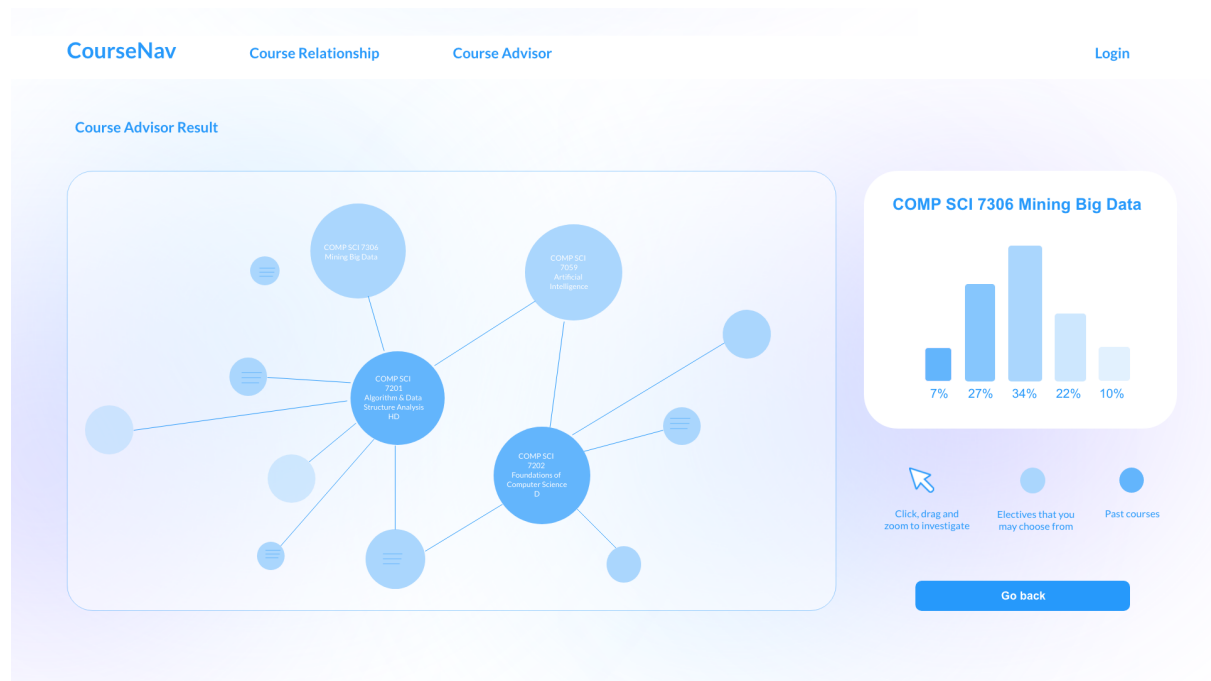 CourseNav
Course Relationship
Course Advisor
Login
Course Advisor Result
COMP SCI 7306
Mining Big Data
COMP SCI
7059
Artificial
Intelligence
COMP SCI
7201
Algorithm & Data
Structure Analysis
HD
COMP SCI
7202
Foundations of
Computer Science
D
COMP SCI 7306 Mining Big Data
7% 27% 34% 22% 10%
Click, drag and
zoom to investigate
Electives that you
may choose from
Past courses
Go back